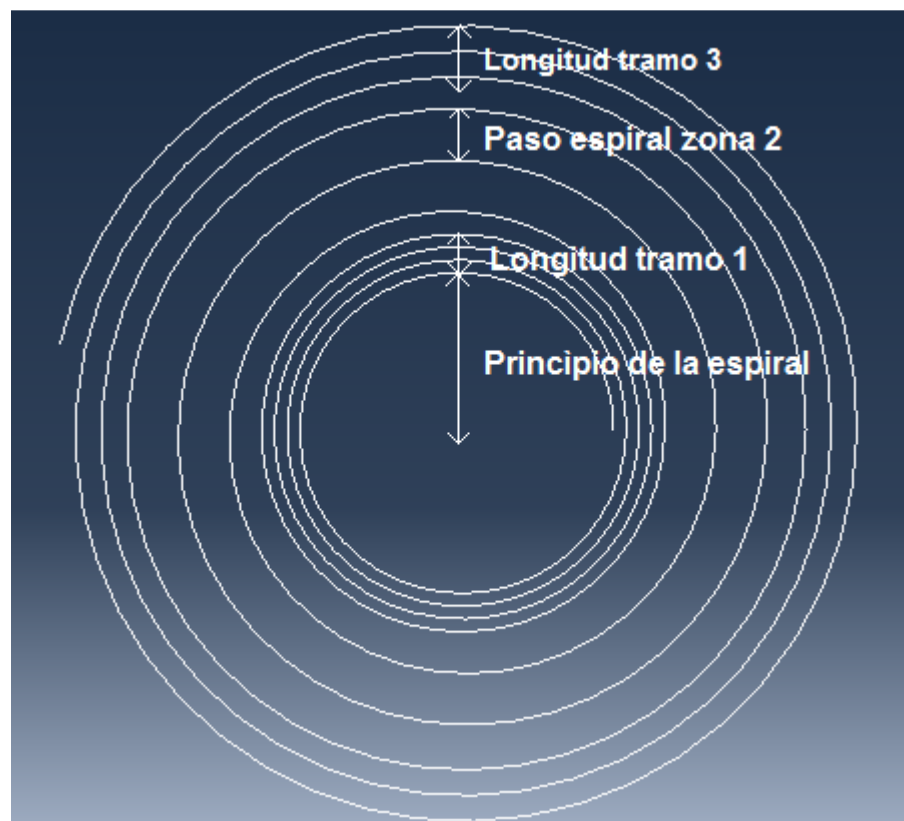 Longitud tramo 3
Paso espiral zona 2
Longitud tramo 1
Principio de la espiral